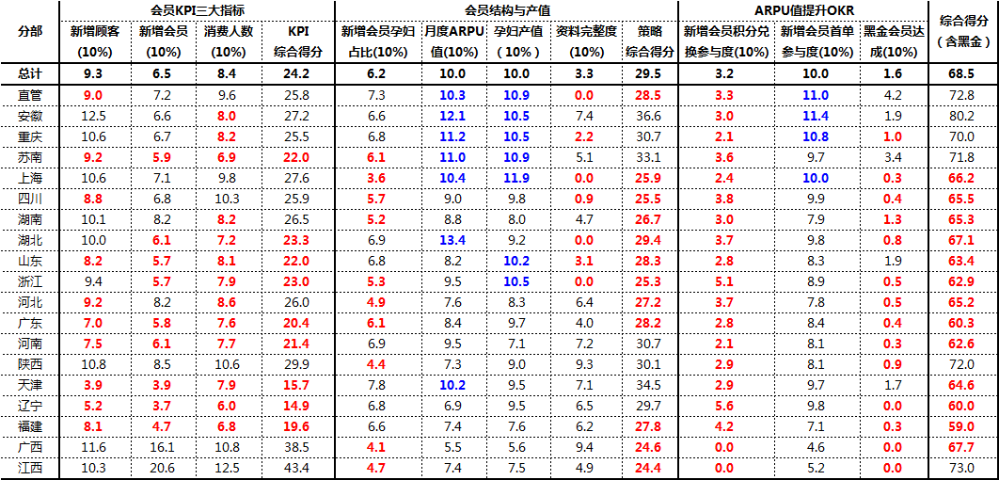 会员KPI三大指标 会员结构与产值 ARPU值提升OKR
分部 新增顾客(10%) 新增会员(10%) 消费人数(10%) KPI综合得分 新增会员孕妇占比(10%) 月度ARPU值(10%) 孕妇产值（10%） 资料完整度(10%) 策略综合得分 新增会员积分兑换参与度(10%) 新增会员首单参与度(10%) 黑金会员达成(10%) 综合得分（含黑金）
总计 9.3 6.5 8.4 24.2 6.2 10.0 10.0 3.3 29.5 3.2 10.0 1.6 68.5
直管 9.0 7.2 9.6 25.8 7.3 10.3 10.9 0.0 28.5 3.3 11.0 4.2 72.8
安徽 12.5 6.6 8.0 27.2 6.6 12.1 10.5 7.4 36.6 3.0 11.4 1.9 80.2
重庆 10.6 6.7 8.2 25.5 6.8 11.2 10.5 2.2 30.7 2.1 10.8 1.0 70.0
苏南 9.2 5.9 6.9 22.0 6.1 11.0 10.9 5.1 33.1 3.6 9.7 3.4 71.8
上海 10.6 7.1 9.8 27.6 3.6 10.4 11.9 0.0 25.9 2.4 10.0 0.3 66.2
四川 8.8 6.8 10.3 25.9 5.7 9.0 9.8 0.9 25.5 3.8 9.9 0.4 65.5
湖南 10.1 8.2 8.2 26.5 5.2 8.8 8.0 4.7 26.7 3.0 7.9 1.3 65.3
湖北 10.0 6.1 7.2 23.3 6.9 13.4 9.2 0.0 29.4 3.7 9.8 0.8 67.1
山东 8.2 5.7 8.1 22.0 6.8 8.2 10.2 3.1 28.3 2.8 8.3 1.9 63.4
浙江 9.4 5.7 7.9 23.0 5.3 9.5 10.5 0.0 25.3 5.1 8.9 0.5 62.9
河北 9.2 8.2 8.6 26.0 4.9 7.6 8.3 6.4 27.2 3.7 7.8 0.5 65.2
广东 7.0 5.8 7.6 20.4 6.1 8.4 9.7 4.0 28.2 2.8 8.4 0.4 60.3
河南 7.5 6.1 7.7 21.4 6.9 9.5 7.1 7.2 30.7 2.1 8.1 0.3 62.6
陕西 10.8 8.5 10.6 29.9 4.4 7.3 9.0 9.3 30.1 2.9 8.1 0.9 72.0
天津 3.9 3.9 7.9 15.7 7.8 10.2 9.5 7.1 34.5 2.9 9.7 1.7 64.6
辽宁 5.2 3.7 6.0 14.9 6.8 6.9 9.5 6.5 29.7 5.6 9.8 0.0 60.0
福建 8.1 4.7 6.8 19.6 6.6 7.4 7.6 6.2 27.8 4.2 7.1 0.3 59.0
广西 11.6 16.1 10.8 38.5 4.1 5.5 5.6 9.4 24.6 0.0 4.6 0.0 67.7
江西 10.3 20.6 12.5 43.4 4.7 7.4 7.5 4.9 24.4 0.0 5.2 0.0 73.0